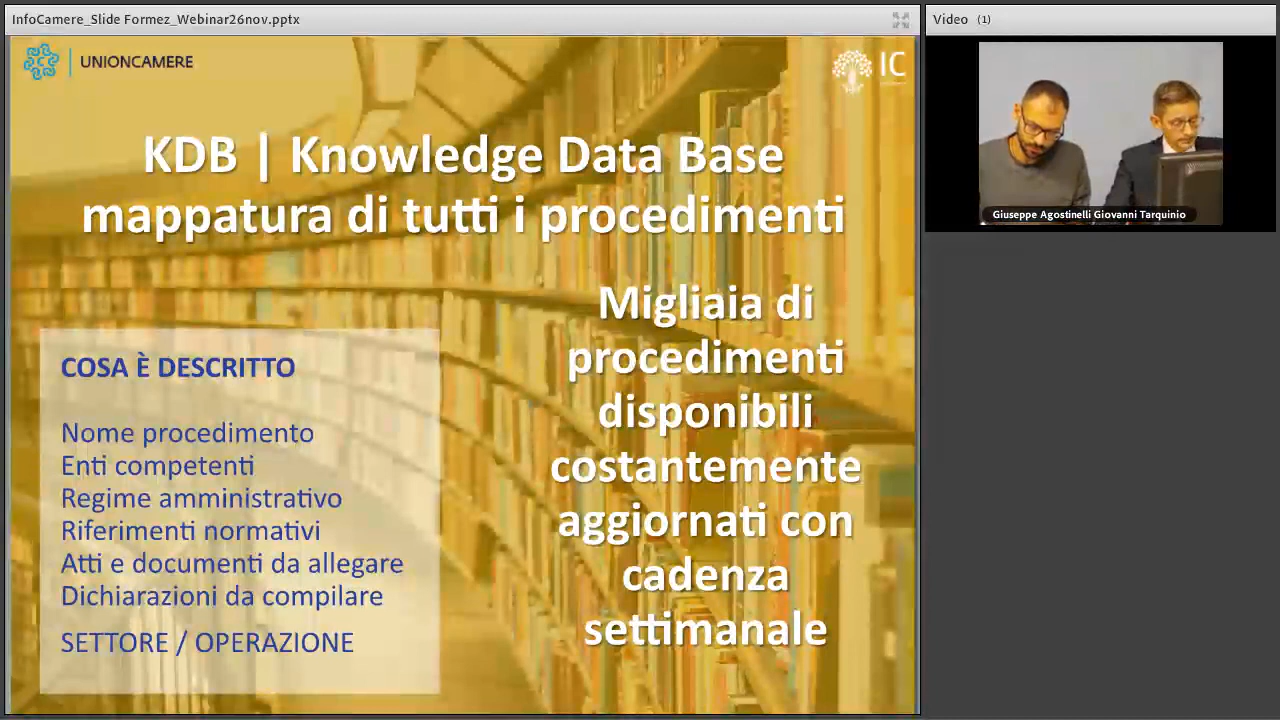 InfoCamere_Slide Formez_Webinar26nov.pptx
Video (1)
UNIONCAMERE
IC
KDB | Knowledge Data Base
mappatura di tutti i procedimenti
Giuseppe Agostinelli Giovanni Tarquinio
COSA È DESCRITTO
Nome procedimento
Enti competenti
Regime amministrativo
Riferimenti normativi
Atti e documenti da allegare
Dichiarazioni da compilare
SETTORE / OPERAZIONE
Migliaia di
procedimenti
disponibili
costantemente
aggiornati con
cadenza
settimanale